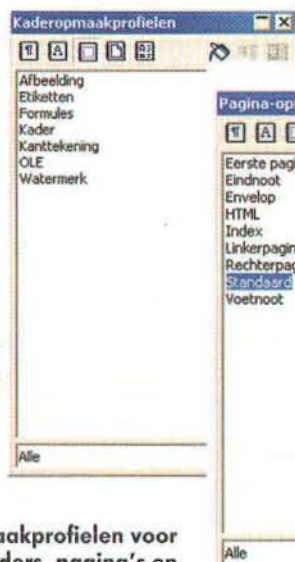 Kaderopmaakprofielen
Afbeelding
Etiketten
Formules
Kader
Kanttekening
OLE
Watermerk
Alle
Pagina-op
Eerste pagi
Eindnoot
Envelop
HTML
Index
Linkerpagin
Rechterpag
Standaard
Voetnoot
Alle
aakprofielen voor
ders, pagina's en